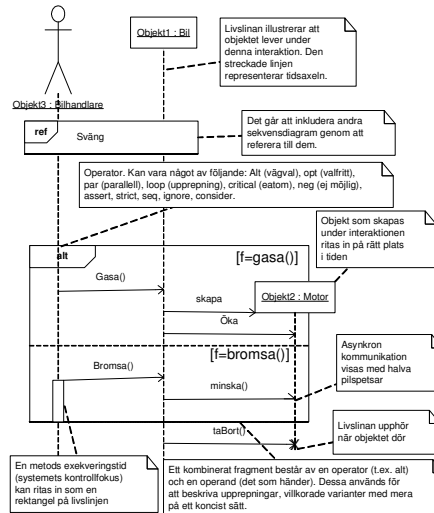 Objekt1 : Bil
Livslinan illustrerar att
objektet lever under
denna interaktion. Den
streckade linjen
representerar tidsaxeln.
Objekt3 : Bilhandlare
ref
Sväng
Det går att inkludera andra
sekvensdiagram genom att
referera till dem.
Operator. Kan vara något av följande: Alt (vägval), opt (valfritt),
par (parallell), loop (upprepning), critical (eatom), neg (ej möjlig),
assert, strict, seq, ignore, consider.
Objekt som skapas
under interaktionen
ritas in på rätt plats
i tiden
alt
[f=gasa()]
Gasa()
skapa
Objekt2 : Motor
Öka
[f=bromsa()]
Bromsa()
minska()
Asynkron
kommunikation
visas med halva
pilspetsar
taBort()
Livslinan upphör
när objektet dör
En metods exekveringstid
(systemets kontrollfokus)
kan ritas in som en
rektangel på livslinjen
Ett kombinerat fragment består av en operator (t.ex. alt)
och en operand (det som händer). Dessa används för
att beskriva upprepningar, villkorade varianter med mera
på ett koncist sätt.